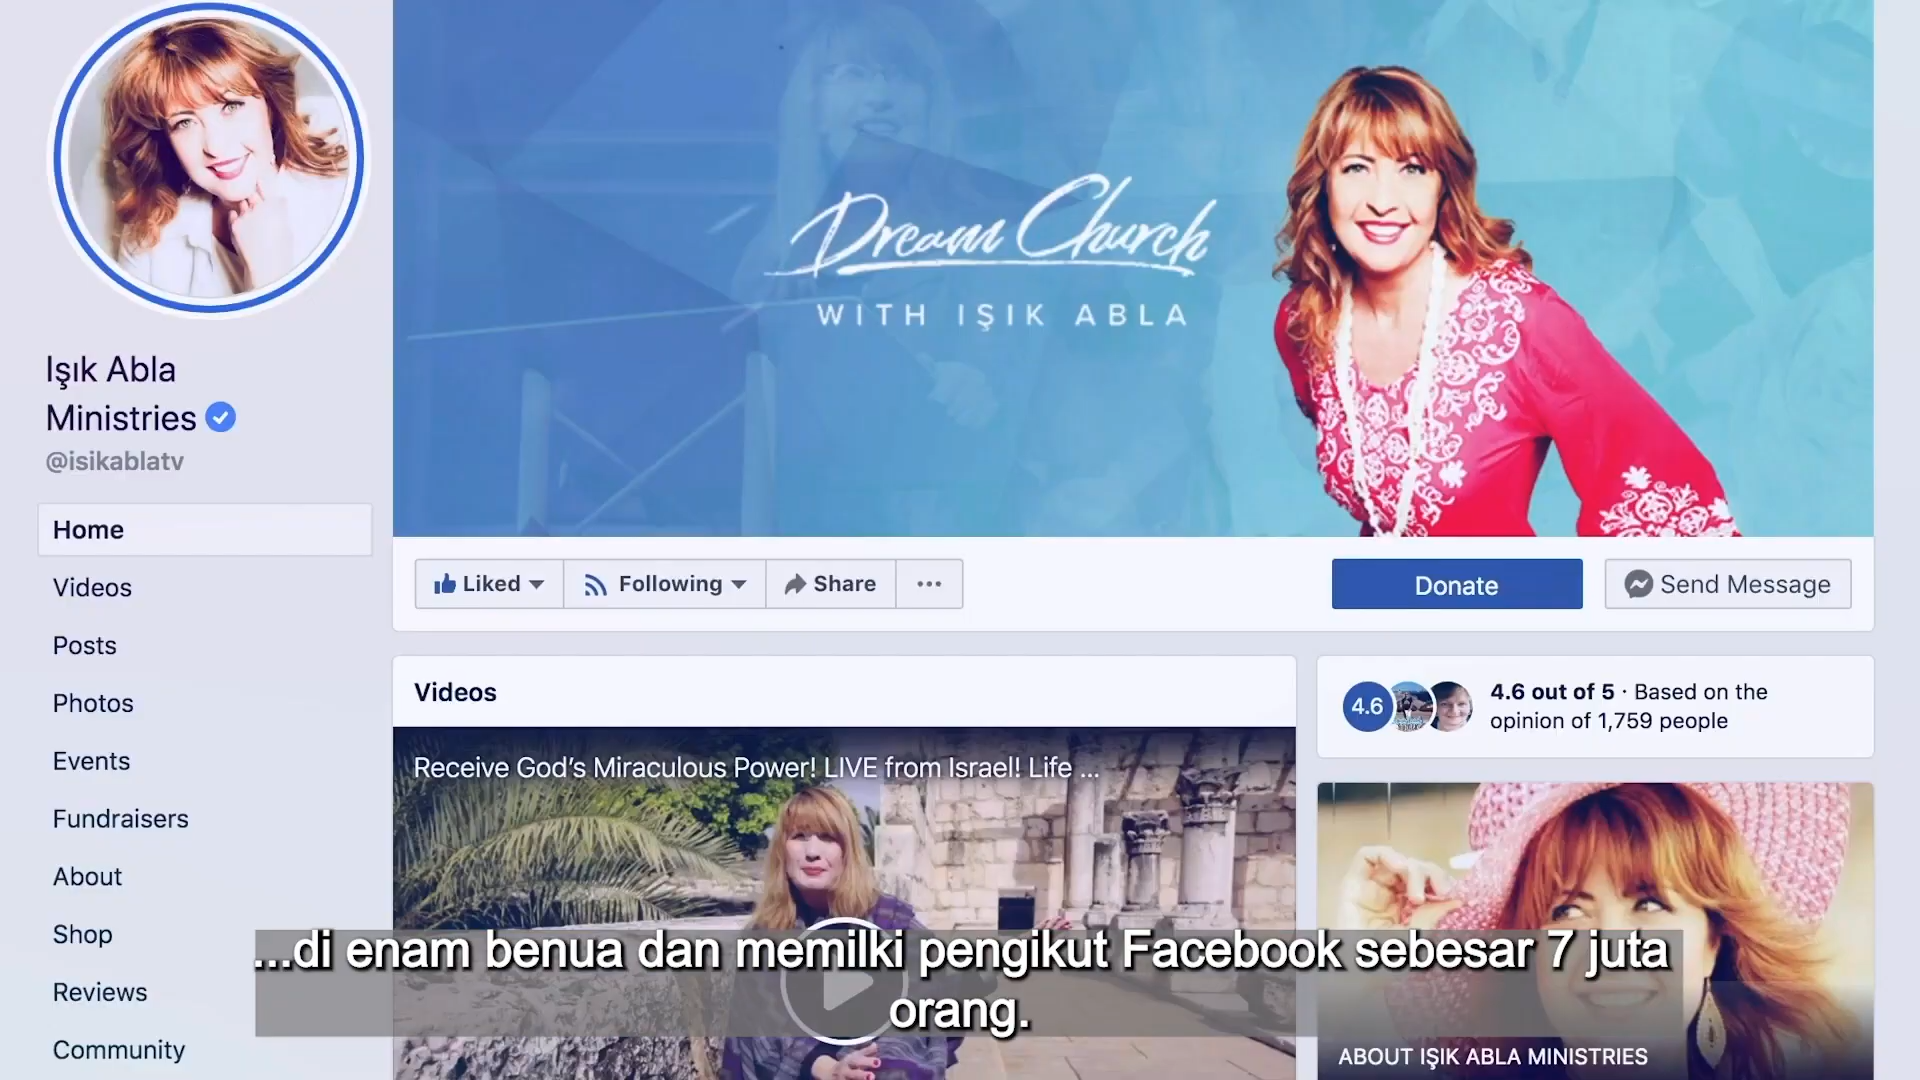 Işık Abla
Ministries
@isikablatv
Home
Videos
Posts
Photos
Events
Fundraisers
About
Shop
Reviews
Community
Dream Church
WITH IŞIK ABLA
Liked
Following
Share
...
Donate
Send Message
Videos
Receive God's Miraculous Power! LIVE from Israel! Life ...
4.6
4.6 out of 5 · Based on the
opinion of 1,759 people
ABOUT IŞIK ABLA MINISTRIES
...di enam benua dan memilki pengikut Facebook sebesar 7 juta
orang.